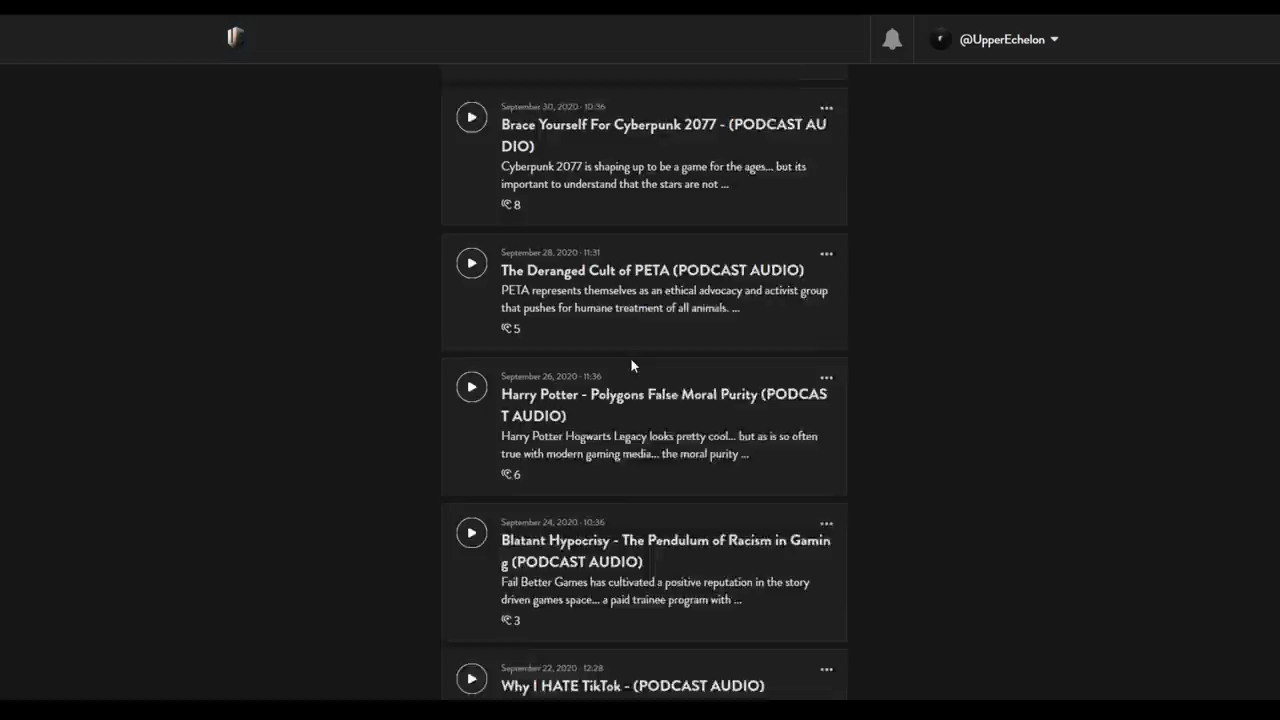 @UpperEchelon
September 30, 2020 · 10:36
Brace Yourself For Cyberpunk 2077 - (PODCAST AU
DIO)
Cyberpunk 2077 is shaping up to be a game for the ages... but its
important to understand that the stars are not ...
8
September 28, 2020 · 11:31
The Deranged Cult of PETA (PODCAST AUDIO)
PETA represents themselves as an ethical advocacy and activist group
that pushes for humane treatment of all animals. ...
5
September 26, 2020 · 11:36
Harry Potter - Polygons False Moral Purity (PODCAS
T AUDIO)
Harry Potter Hogwarts Legacy looks pretty cool... but as is so often
true with modern gaming media... the moral purity ...
6
September 24, 2020 · 10:36
Blatant Hypocrisy - The Pendulum of Racism in Gamin
g (PODCAST AUDIO)
Fail Better Games has cultivated a positive reputation in the story
driven games space... a paid trainee program with ...
3
September 22, 2020 · 12:28
Why I HATE TikTok - (PODCAST AUDIO)